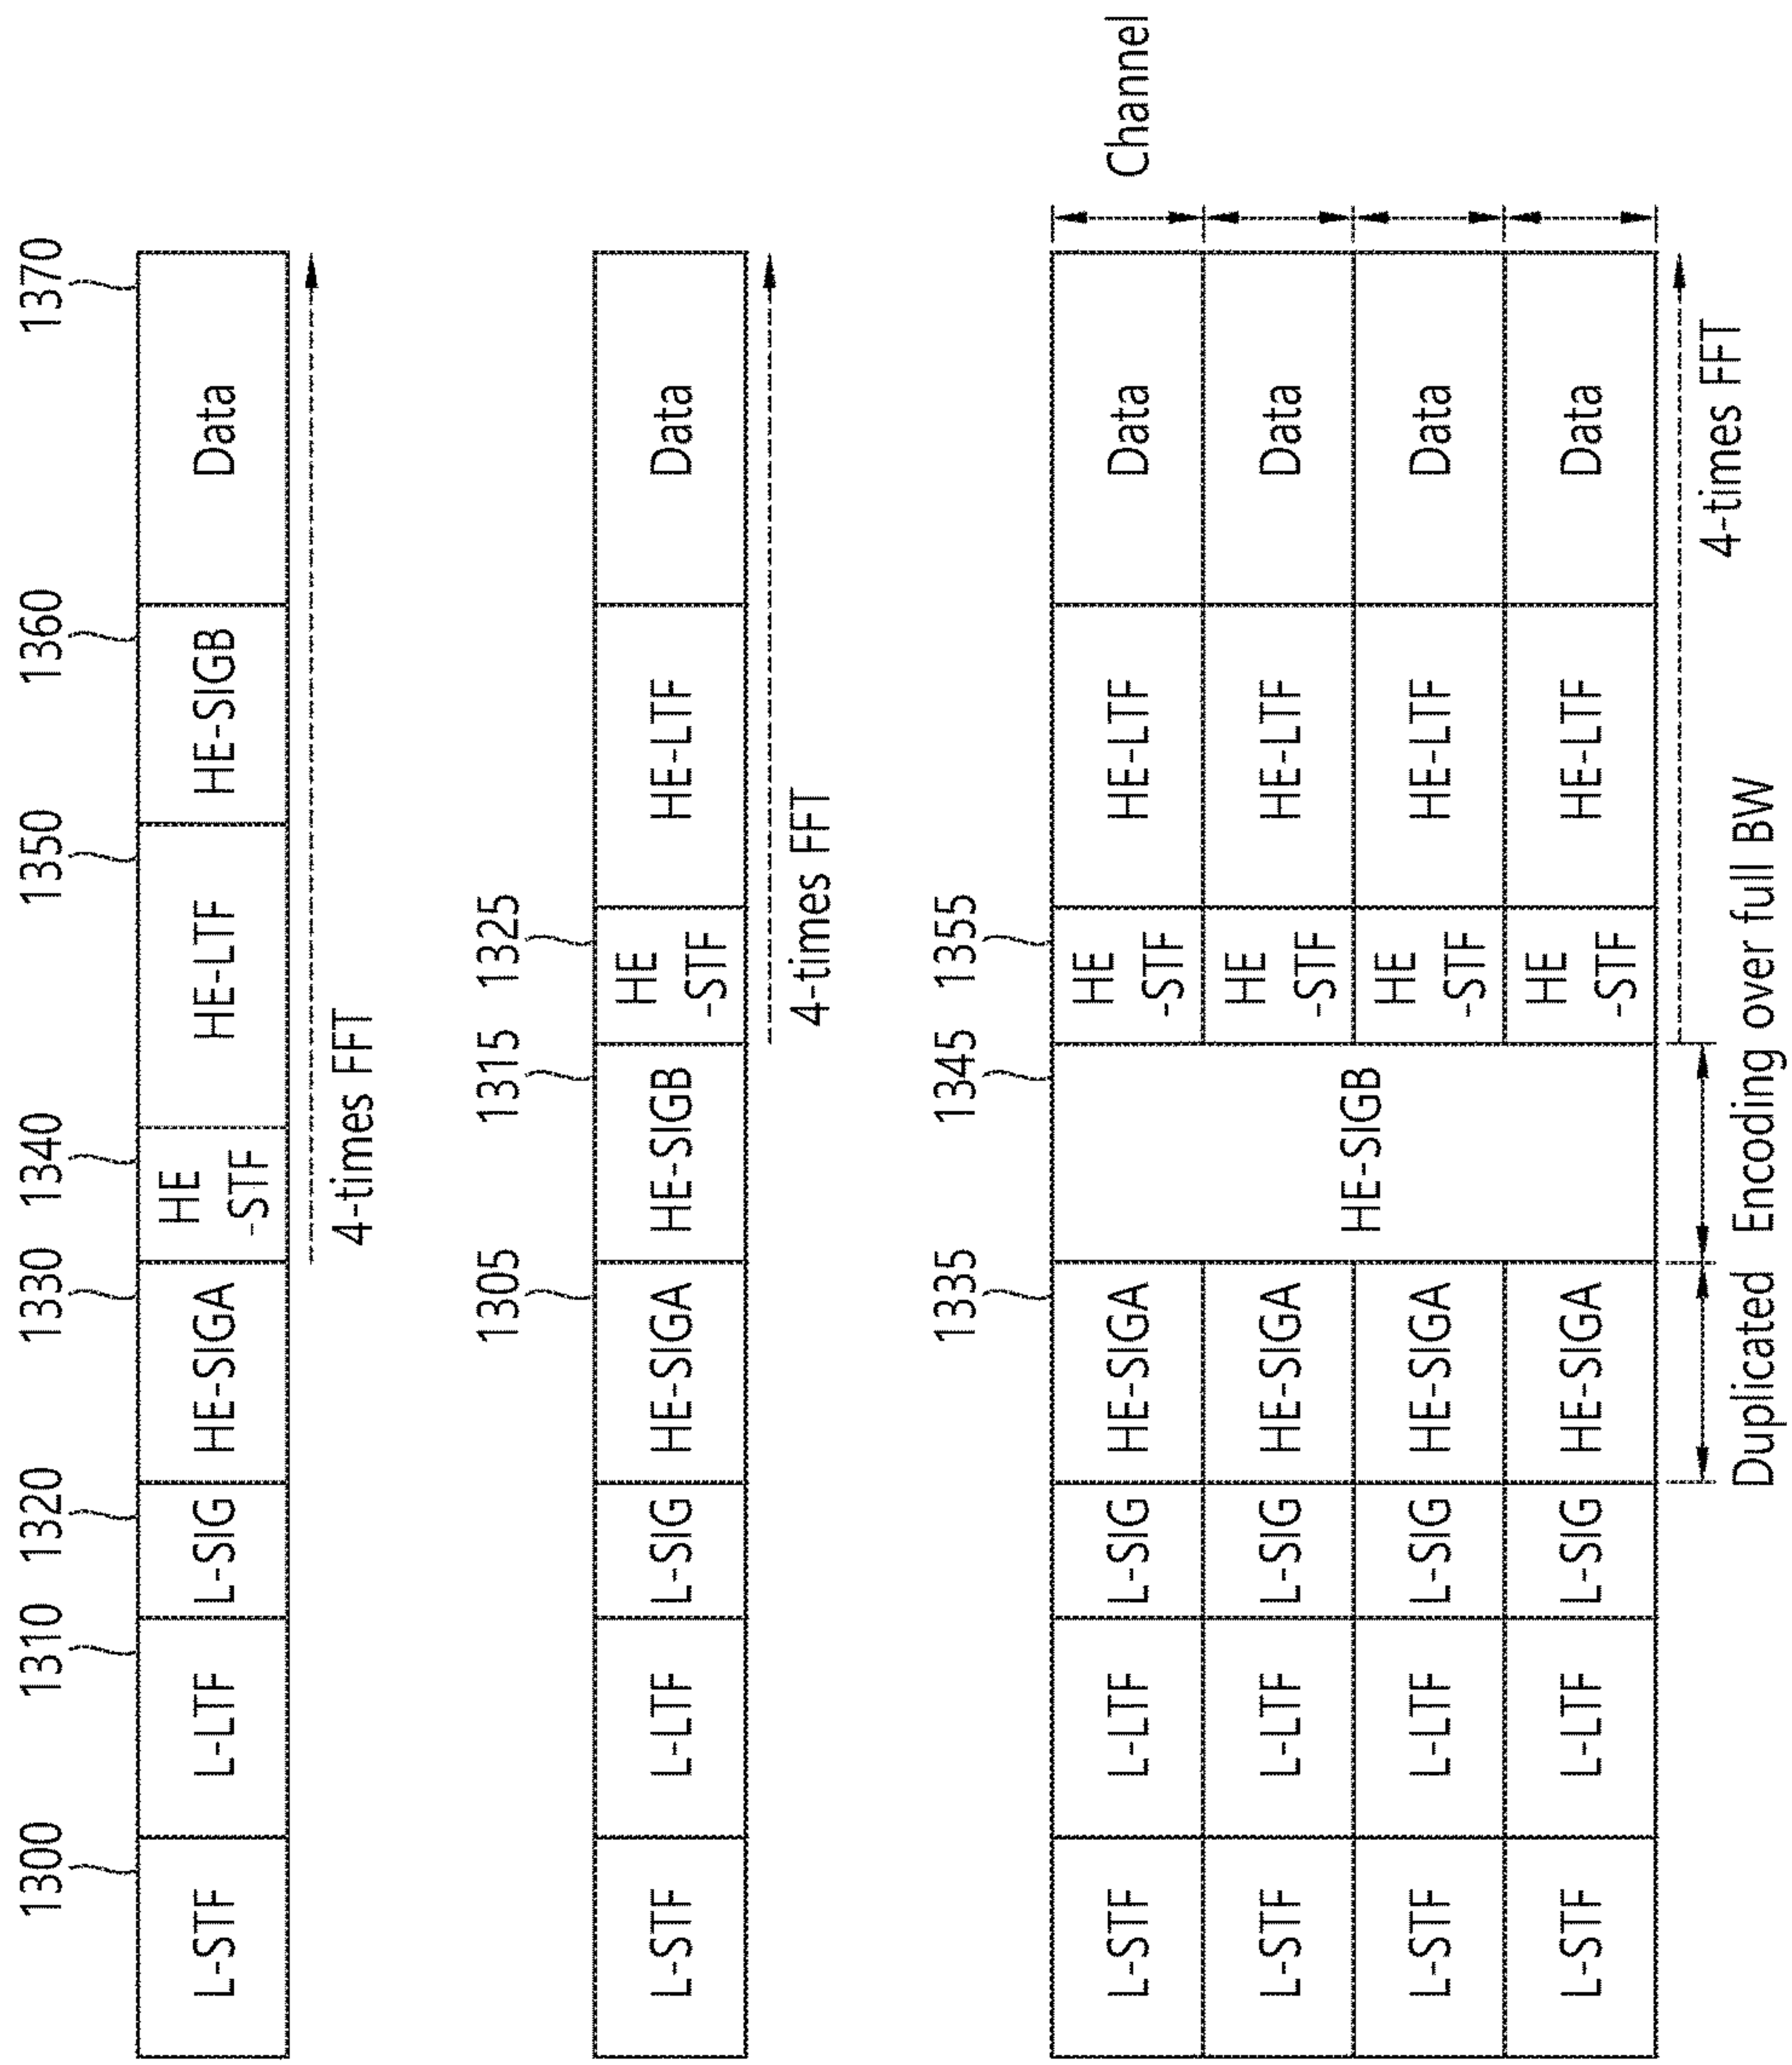 1300 1310 1320 1330 1340 1350 1360 1370
L-STF L-LTF L-SIG HE-SIGA HE HE-LTF HE-SIGB Data
-STF
4-times FFT
1305 1315 1325
L-STF L-LTF L-SIG HE-SIGA HE-SIGB HE HE-LTF Data
-STF
4-times FFT
1335 1345 1355
L-STF L-LTF L-SIG HE-SIGA HE HE-LTF Data Channel
-STF
L-STF L-LTF L-SIG HE-SIGA HE HE-LTF Data
-STF
HE-SIGB
L-STF L-LTF L-SIG HE-SIGA HE HE-LTF Data
-STF
L-STF L-LTF L-SIG HE-SIGA HE HE-LTF Data
-STF
4-times FFT
Duplicated Encoding over full BW